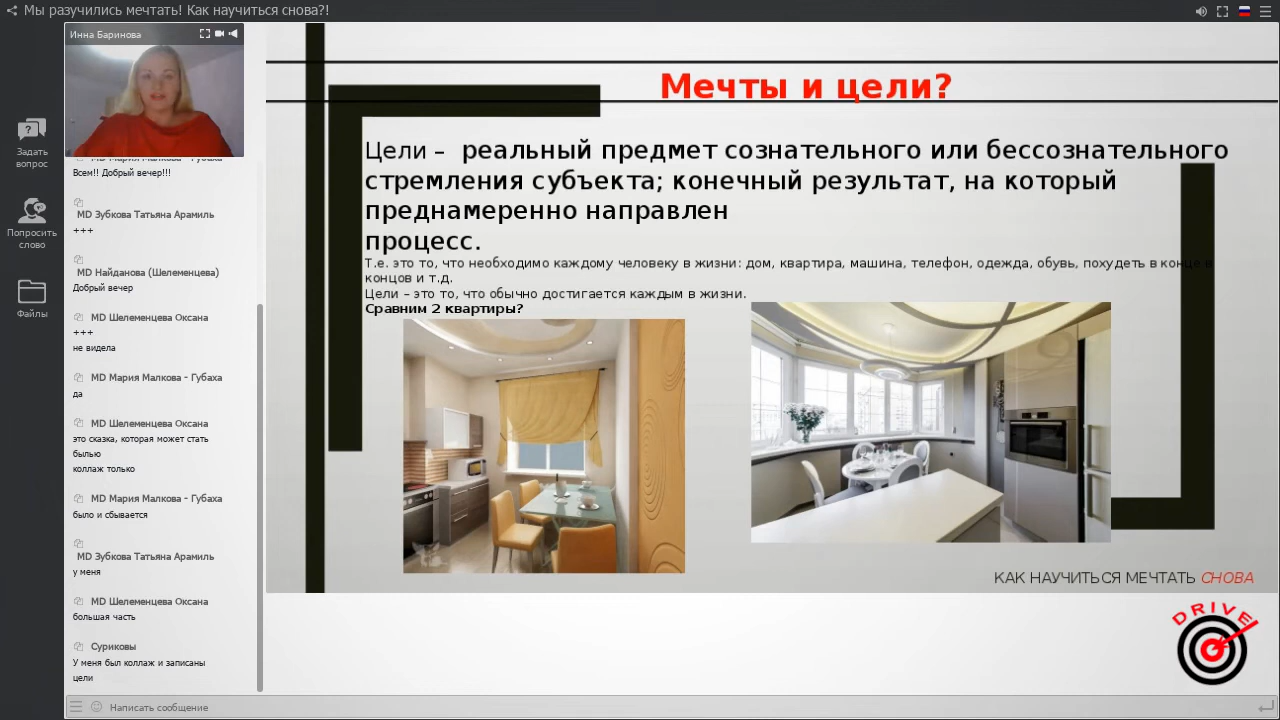 Мы разучились мечтать! Как научиться снова?!
Инна Баринова
Задать
вопрос
Попросить
слово
Файлы
MD Мария Малкова - Губаха
Всем!! Добрый вечер!!!
MD Зубкова Татьяна Арамиль
+++
MD Найданова (Шелеменцева)
Добрый вечер
MD Шелеменцева Оксана
+++
не видела
MD Мария Малкова - Губаха
да
MD Шелеменцева Оксана
это сказка, которая может стать
былью
коллаж только
MD Мария Малкова - Губаха
было и сбывается
MD Зубкова Татьяна Арамиль
у меня
MD Шелеменцева Оксана
большая часть
Суриковы
У меня был коллаж и записаны
цели
Написать сообщение
Мечты и цели?
Цели – реальный предмет сознательного или бессознательного
стремления субъекта; конечный результат, на который
преднамеренно направлен
процесс.
Т.е. это то, что необходимо каждому человеку в жизни: дом, квартира, машина, телефон, одежда, обувь, похудеть в конце в
концов и т.д.
Цели – это то, что обычно достигается каждым в жизни.
Сравним 2 квартиры?
КАК НАУЧИТЬСЯ МЕЧТАТЬ СНОВА
DRIVE